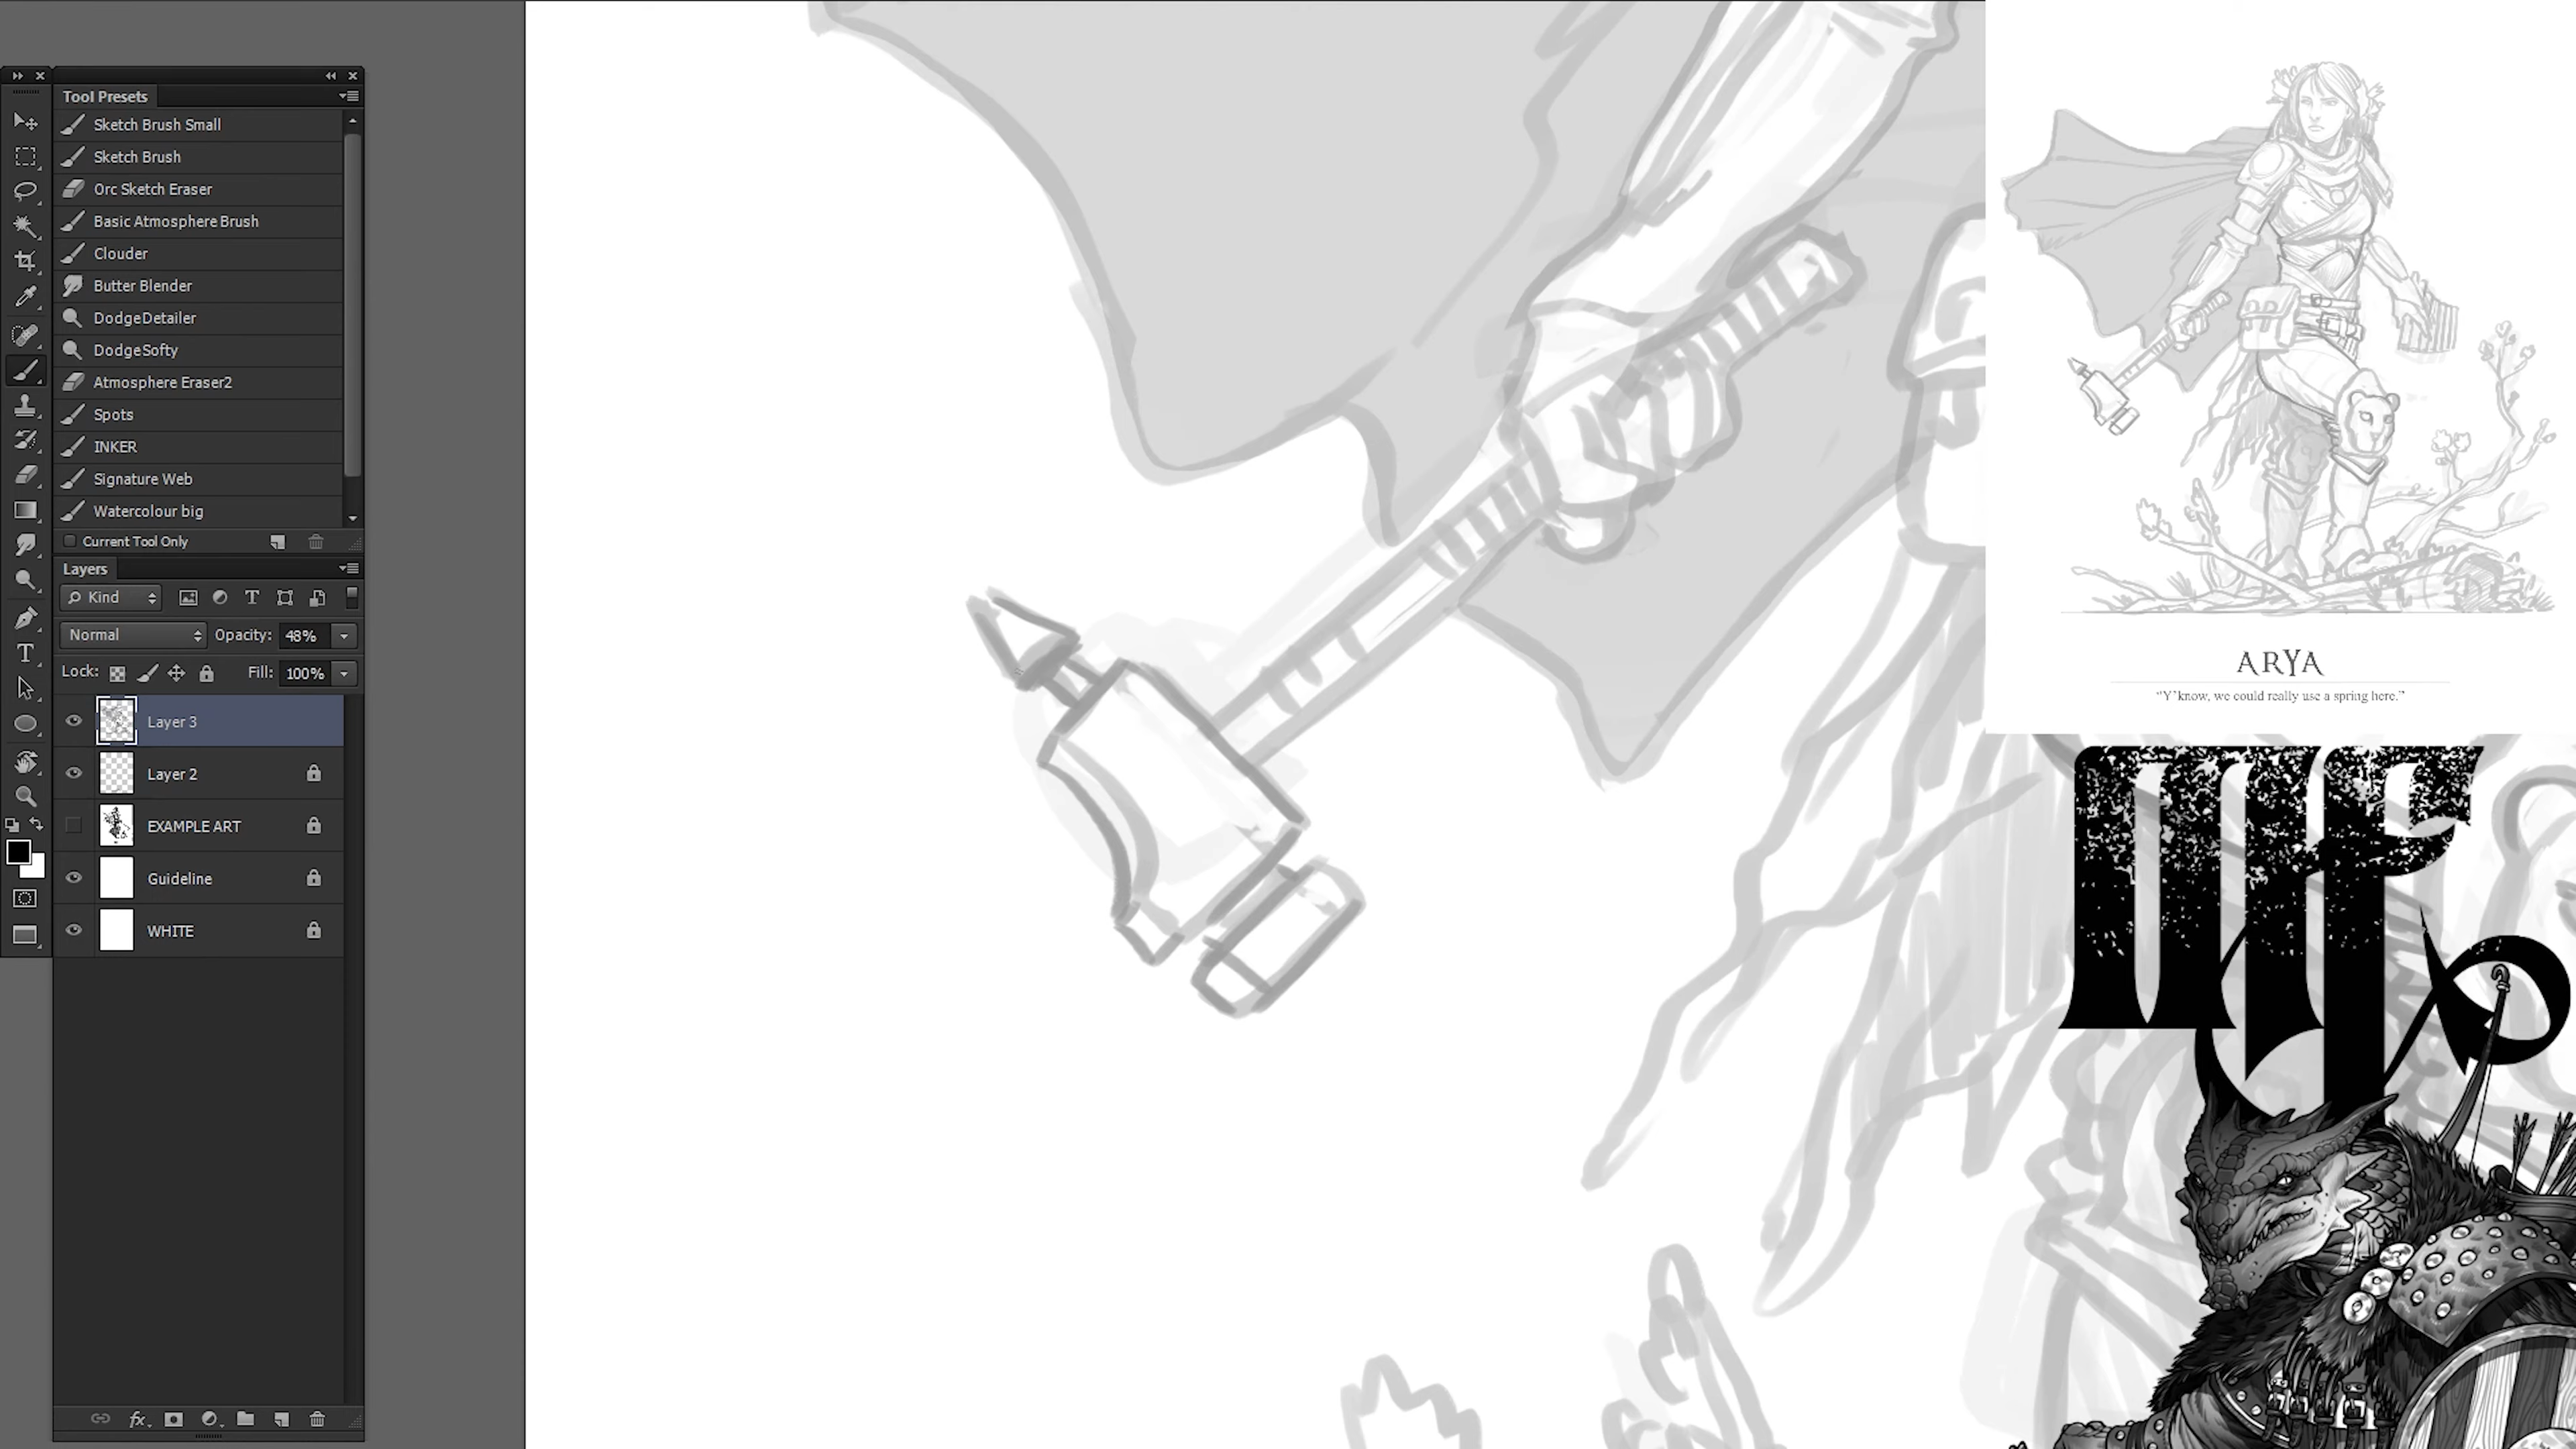 Tool Presets
Sketch Brush Small
Sketch Brush
Orc Sketch Eraser
Basic Atmosphere Brush
Clouder
Butter Blender
DodgeDetailer
DodgeSofty
Atmosphere Eraser2
Spots
INKER
Signature Web
Watercolour big
Current Tool Only
Layers
Kind
Normal Opacity: 48%
Lock: Fill: 100%
Layer 3
Layer 2
EXAMPLE ART
Guideline
WHITE
ARYA
“Y’know, we could really use a spring here.”